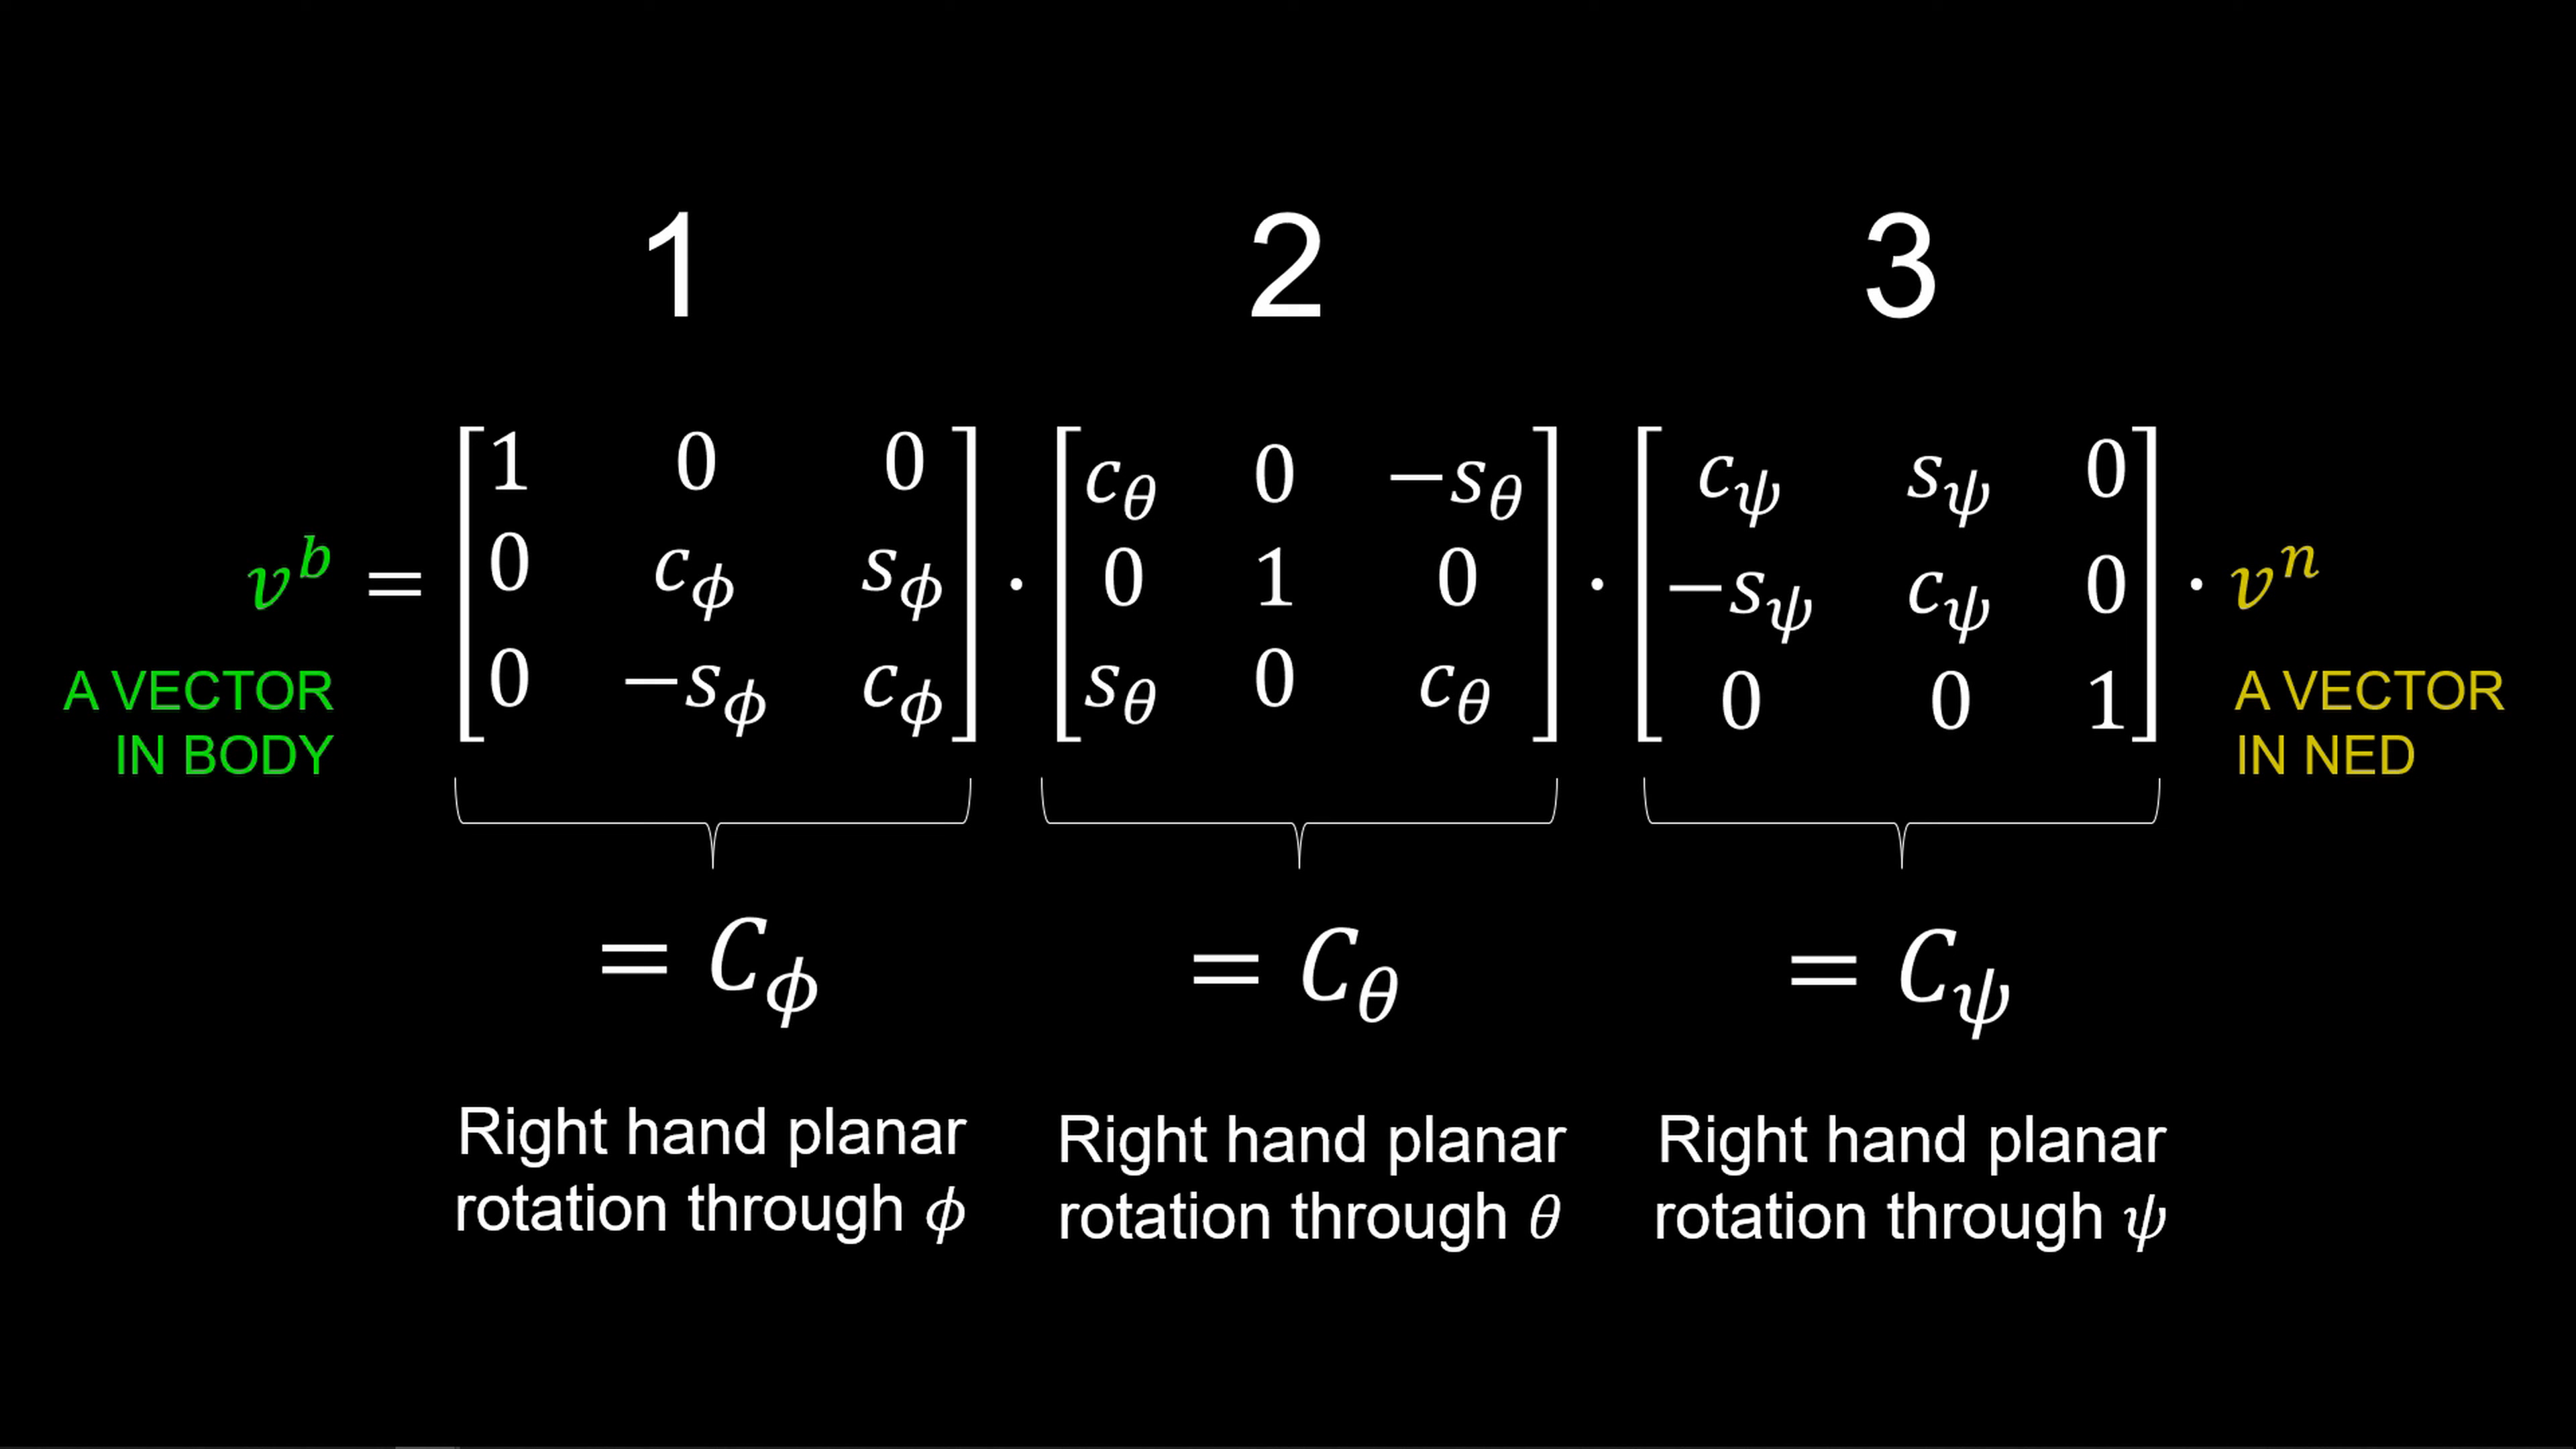 1 2 3
v^b = [1 0 0; 0 c_ϕ s_ϕ; 0 −s_ϕ c_ϕ] · [c_θ 0 −s_θ; 0 1 0; s_θ 0 c_θ] · [c_ψ s_ψ 0; −s_ψ c_ψ 0; 0 0 1] · v^n
A VECTOR
IN BODY
A VECTOR
IN NED
= C_ϕ
= C_θ
= C_ψ
Right hand planar
rotation through ϕ
Right hand planar
rotation through θ
Right hand planar
rotation through ψ